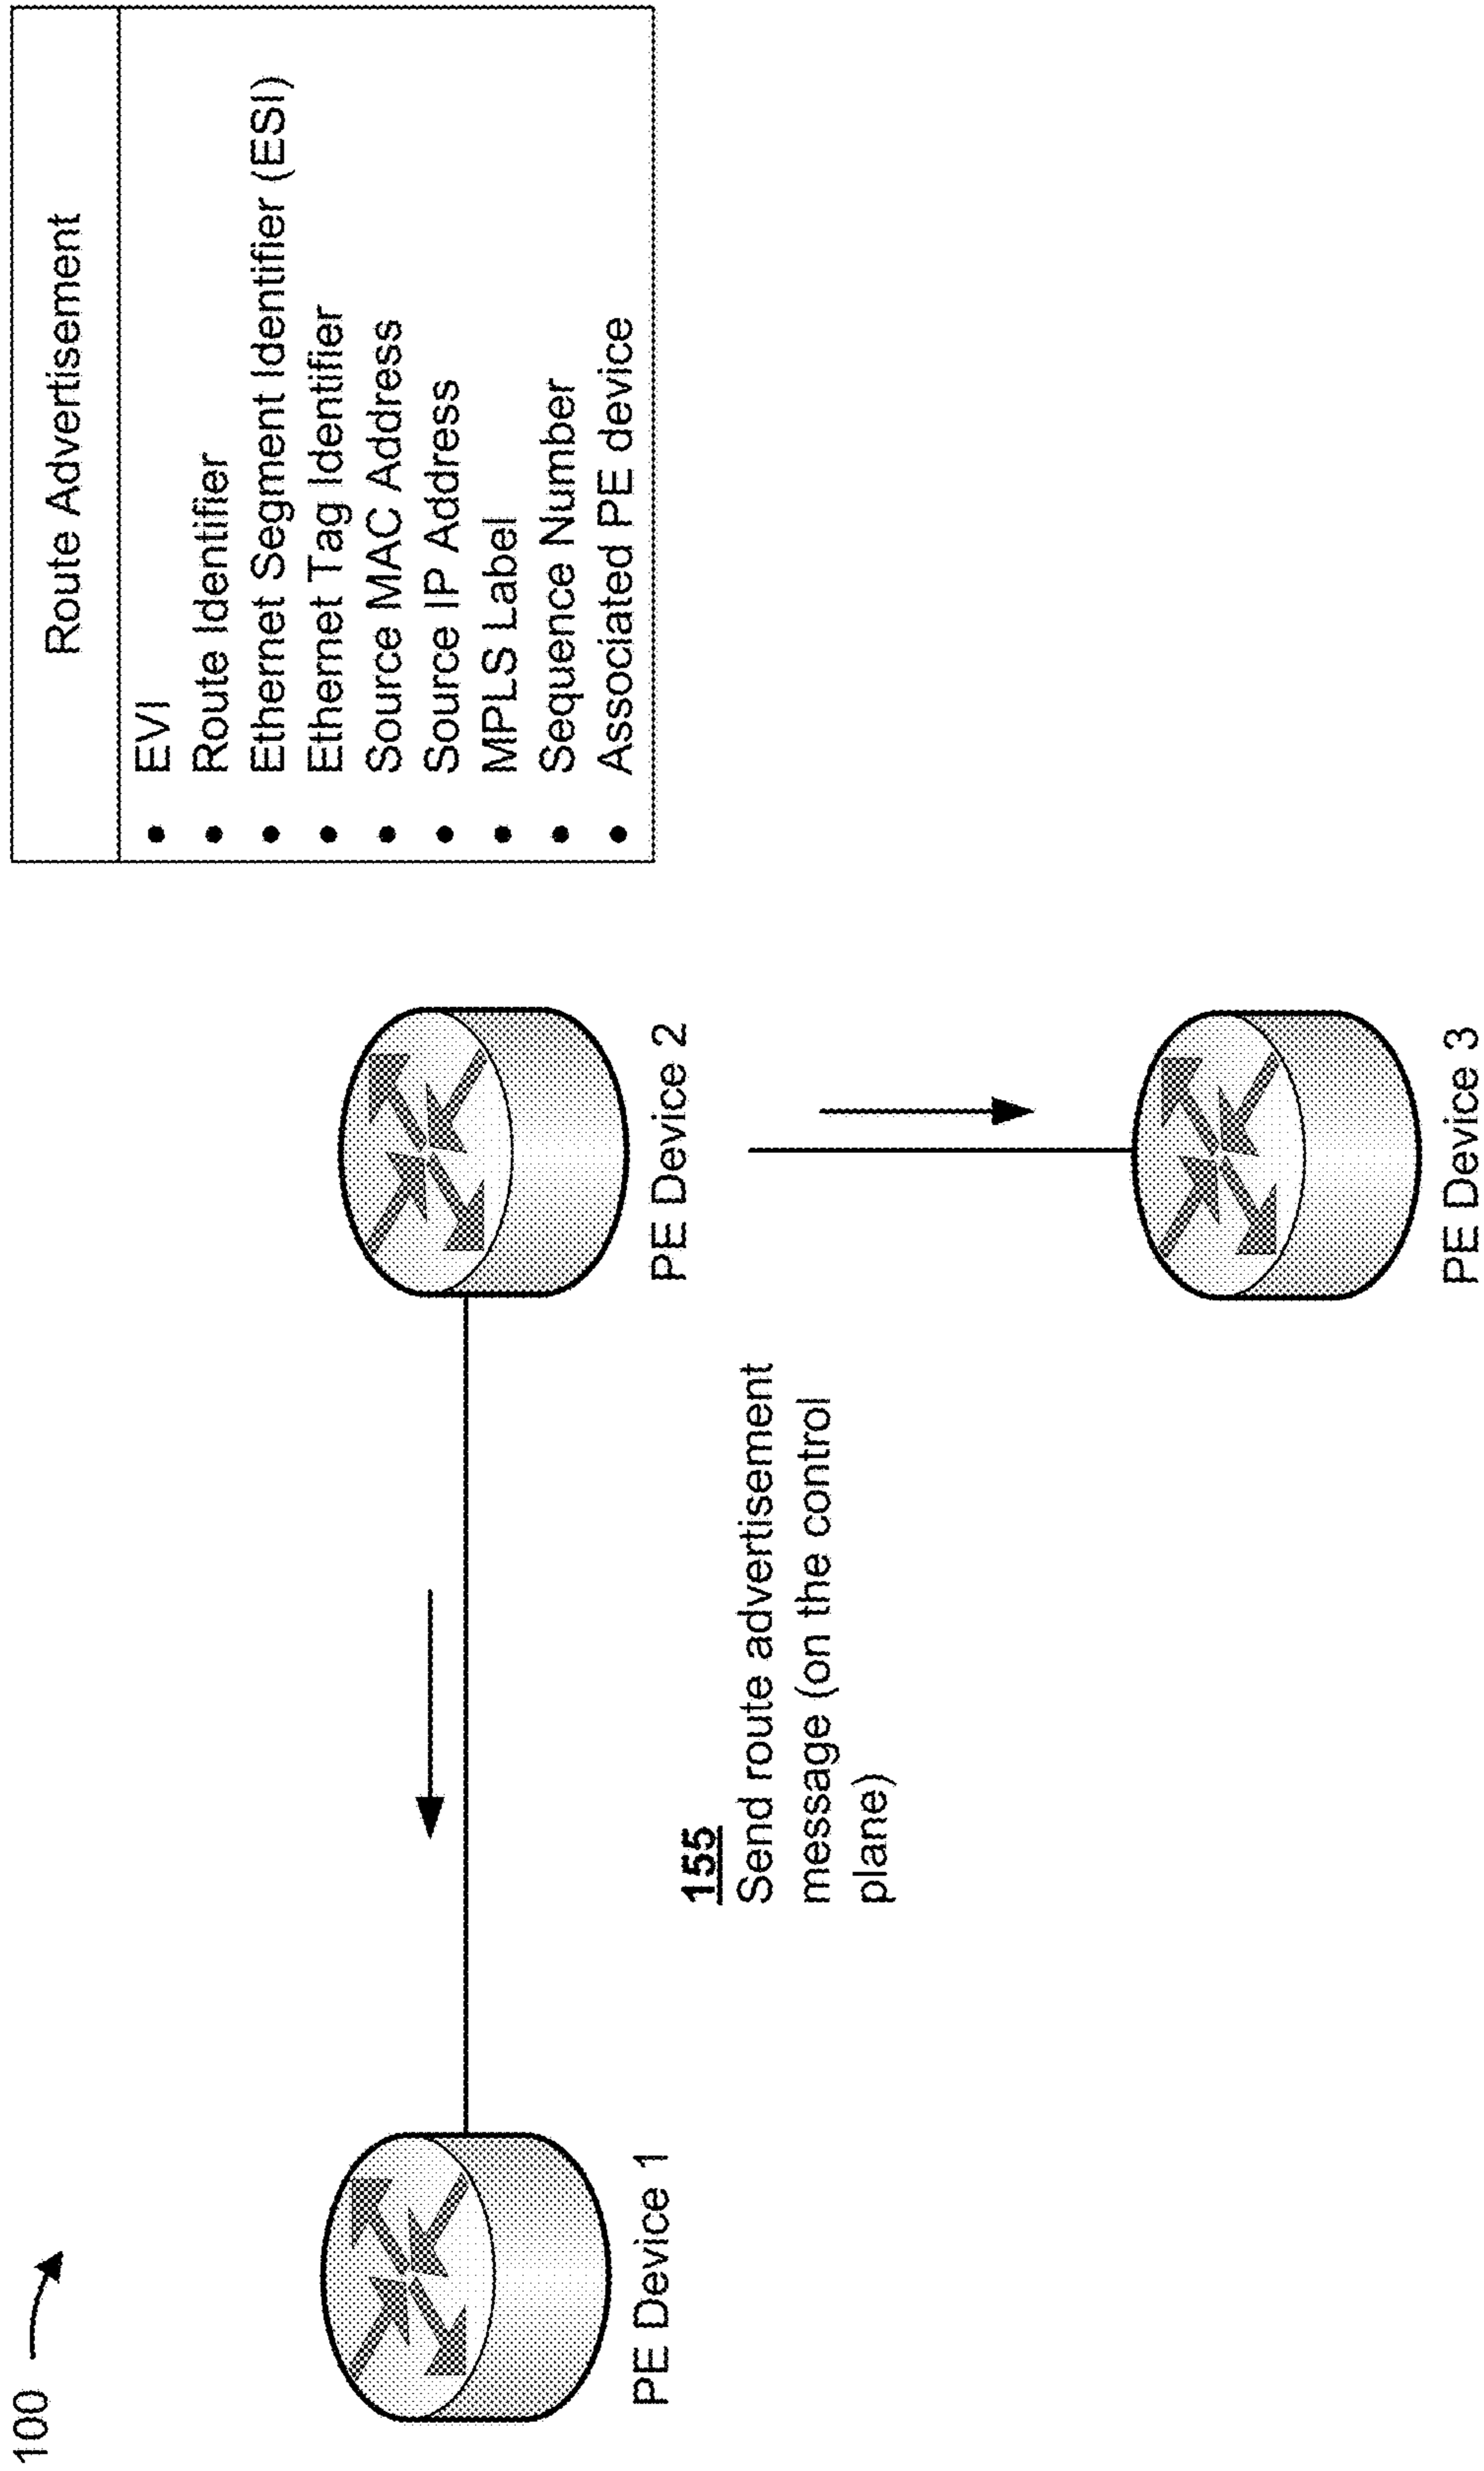 100
Route Advertisement
• EVI
• Route Identifier
• Ethernet Segment Identifier (ESI)
• Ethernet Tag Identifier
• Source MAC Address
• Source IP Address
• MPLS Label
• Sequence Number
• Associated PE device
PE Device 1
PE Device 2
155
Send route advertisement
message (on the control
plane)
PE Device 3